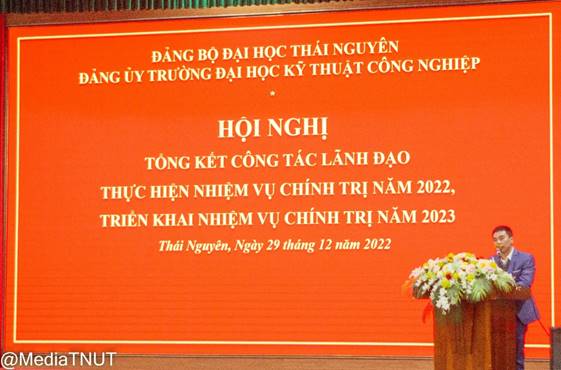 ĐẢNG BỘ ĐẠI HỌC THÁI NGUYÊN
ĐẢNG ỦY TRƯỜNG ĐẠI HỌC KỸ THUẬT CÔNG NGHIỆP
*
HỘI NGHỊ
TỔNG KẾT CÔNG TÁC LÃNH ĐẠO
THỰC HIỆN NHIỆM VỤ CHÍNH TRỊ NĂM 2022,
TRIỂN KHAI NHIỆM VỤ CHÍNH TRỊ NĂM 2023
Thái Nguyên, Ngày 29 tháng 12 năm 2022
@MediaTNUT